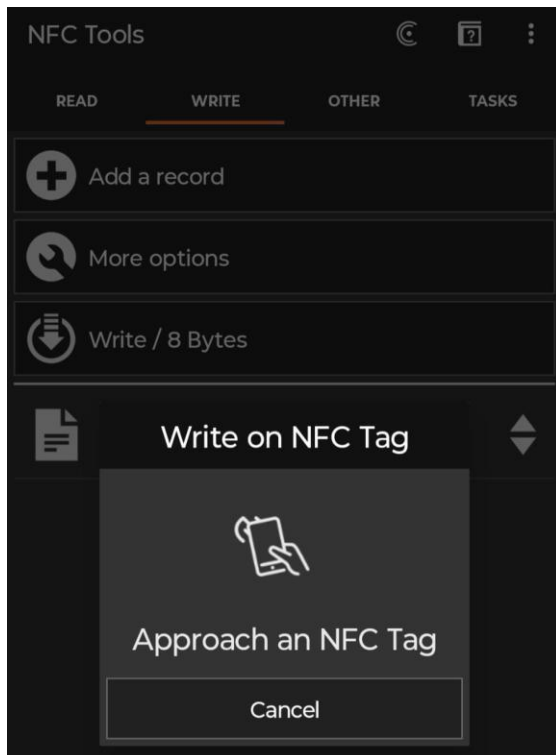 NFC Tools
READ WRITE OTHER TASKS
Add a record
More options
Write / 8 Bytes
Write on NFC Tag
Approach an NFC Tag
Cancel